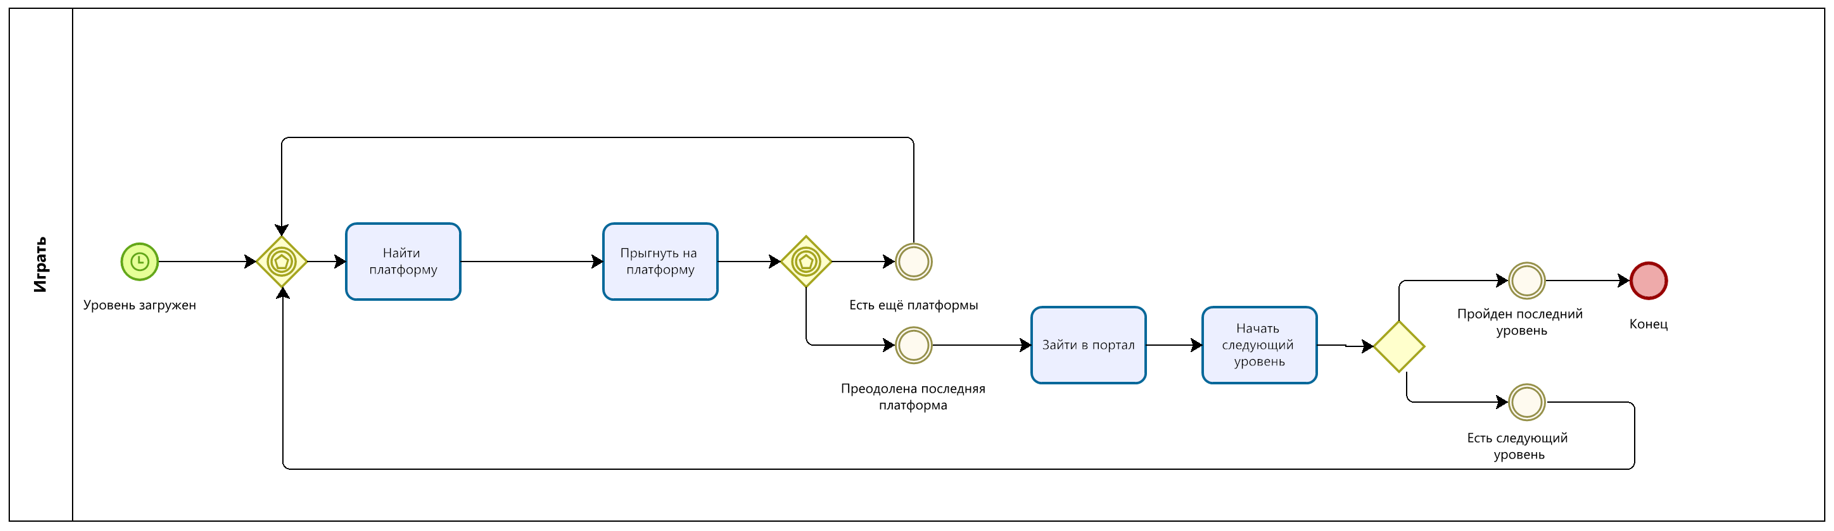 Играть
Уровень загружен
Найти
платформу
Прыгнуть на
платформу
Есть ещё платформы
Преодолена последняя
платформа
Зайти в портал
Начать
следующий
уровень
Пройден последний
уровень
Конец
Есть следующий
уровень